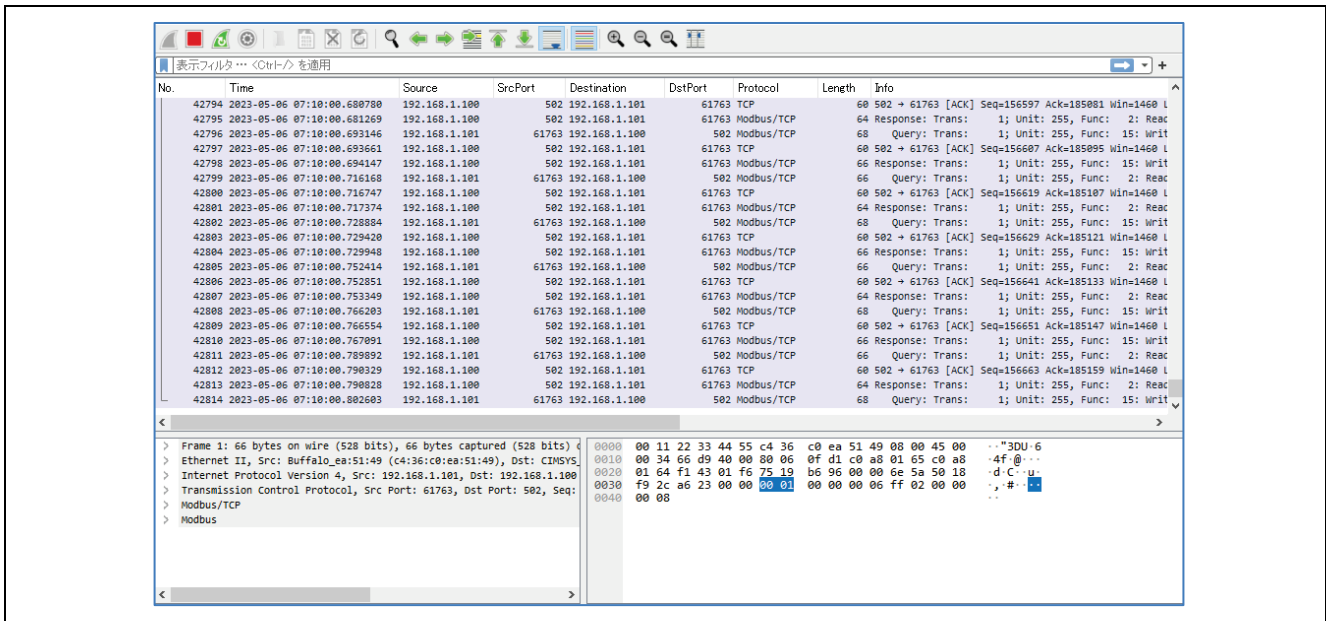 表示フィルタ … 〈Ctrl-/〉 を適用
No. Time Source SrcPort Destination DstPort Protocol Length Info
42794 2023-05-06 07:10:00.680780 192.168.1.100 502 192.168.1.101 61763 TCP 60 502 → 61763 [ACK] Seq=156597 Ack=185081 Win=1460 L
42795 2023-05-06 07:10:00.681269 192.168.1.100 502 192.168.1.101 61763 Modbus/TCP 64 Response: Trans: 1; Unit: 255, Func: 2: Read
42796 2023-05-06 07:10:00.693146 192.168.1.101 61763 192.168.1.100 502 Modbus/TCP 68 Query: Trans: 1; Unit: 255, Func: 15: Writ
42797 2023-05-06 07:10:00.693661 192.168.1.100 502 192.168.1.101 61763 TCP 60 502 → 61763 [ACK] Seq=156607 Ack=185095 Win=1460 L
42798 2023-05-06 07:10:00.694147 192.168.1.100 502 192.168.1.101 61763 Modbus/TCP 66 Response: Trans: 1; Unit: 255, Func: 15: Writ
42799 2023-05-06 07:10:00.716168 192.168.1.101 61763 192.168.1.100 502 Modbus/TCP 66 Query: Trans: 1; Unit: 255, Func: 2: Read
42800 2023-05-06 07:10:00.716747 192.168.1.100 502 192.168.1.101 61763 TCP 60 502 → 61763 [ACK] Seq=156619 Ack=185107 Win=1460 L
42801 2023-05-06 07:10:00.717374 192.168.1.100 502 192.168.1.101 61763 Modbus/TCP 64 Response: Trans: 1; Unit: 255, Func: 2: Read
42802 2023-05-06 07:10:00.728884 192.168.1.101 61763 192.168.1.100 502 Modbus/TCP 68 Query: Trans: 1; Unit: 255, Func: 15: Writ
42803 2023-05-06 07:10:00.729420 192.168.1.100 502 192.168.1.101 61763 TCP 60 502 → 61763 [ACK] Seq=156629 Ack=185121 Win=1460 L
42804 2023-05-06 07:10:00.729948 192.168.1.100 502 192.168.1.101 61763 Modbus/TCP 66 Response: Trans: 1; Unit: 255, Func: 15: Writ
42805 2023-05-06 07:10:00.752414 192.168.1.101 61763 192.168.1.100 502 Modbus/TCP 66 Query: Trans: 1; Unit: 255, Func: 2: Read
42806 2023-05-06 07:10:00.752851 192.168.1.100 502 192.168.1.101 61763 TCP 60 502 → 61763 [ACK] Seq=156641 Ack=185133 Win=1460 L
42807 2023-05-06 07:10:00.753349 192.168.1.100 502 192.168.1.101 61763 Modbus/TCP 64 Response: Trans: 1; Unit: 255, Func: 2: Read
42808 2023-05-06 07:10:00.766203 192.168.1.101 61763 192.168.1.100 502 Modbus/TCP 68 Query: Trans: 1; Unit: 255, Func: 15: Writ
42809 2023-05-06 07:10:00.766554 192.168.1.100 502 192.168.1.101 61763 TCP 60 502 → 61763 [ACK] Seq=156651 Ack=185147 Win=1460 L
42810 2023-05-06 07:10:00.767091 192.168.1.100 502 192.168.1.101 61763 Modbus/TCP 66 Response: Trans: 1; Unit: 255, Func: 15: Writ
42811 2023-05-06 07:10:00.789892 192.168.1.101 61763 192.168.1.100 502 Modbus/TCP 66 Query: Trans: 1; Unit: 255, Func: 2: Read
42812 2023-05-06 07:10:00.790329 192.168.1.100 502 192.168.1.101 61763 TCP 60 502 → 61763 [ACK] Seq=156663 Ack=185159 Win=1460 L
42813 2023-05-06 07:10:00.790828 192.168.1.100 502 192.168.1.101 61763 Modbus/TCP 64 Response: Trans: 1; Unit: 255, Func: 2: Read
42814 2023-05-06 07:10:00.802603 192.168.1.101 61763 192.168.1.100 502 Modbus/TCP 68 Query: Trans: 1; Unit: 255, Func: 15: Writ
Frame 1: 66 bytes on wire (528 bits), 66 bytes captured (528 bits)
Ethernet II, Src: Buffalo_ea:51:49 (c4:36:c0:ea:51:49), Dst: CIMSYS_
Internet Protocol Version 4, Src: 192.168.1.101, Dst: 192.168.1.100
Transmission Control Protocol, Src Port: 61763, Dst Port: 502, Seq:
Modbus/TCP
Modbus
0000 00 11 22 33 44 55 c4 36 c0 ea 51 49 08 00 45 00 ··"3DU·6
0010 00 34 66 d9 40 00 80 06 0f d1 c0 a8 01 65 c0 a8 ·4f·@···
0020 01 64 f1 43 01 f6 75 19 b6 96 00 00 6e 5a 50 18 ·d·C··u·
0030 f9 2c a6 23 00 00 00 01 00 00 00 06 ff 02 00 00 ·,·#····
0040 00 08 ··